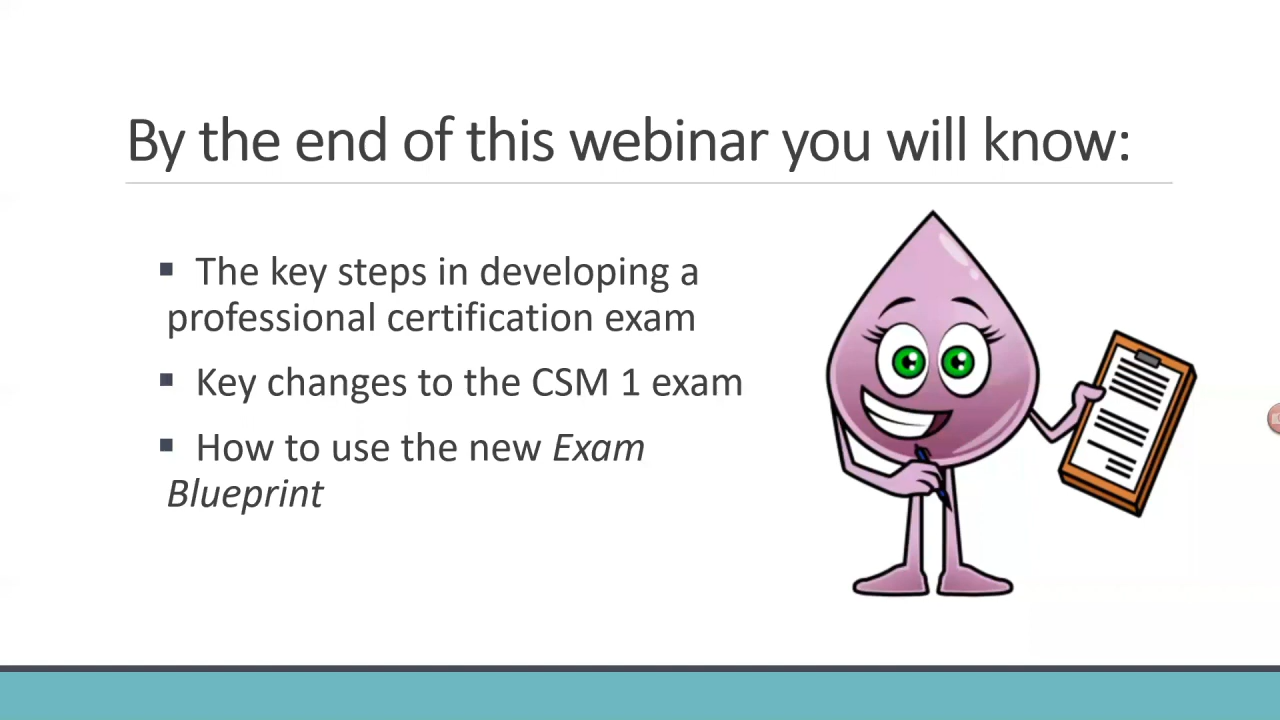 By the end of this webinar you will know:
▪ The key steps in developing a
professional certification exam
▪ Key changes to the CSM 1 exam
▪ How to use the new Exam
Blueprint